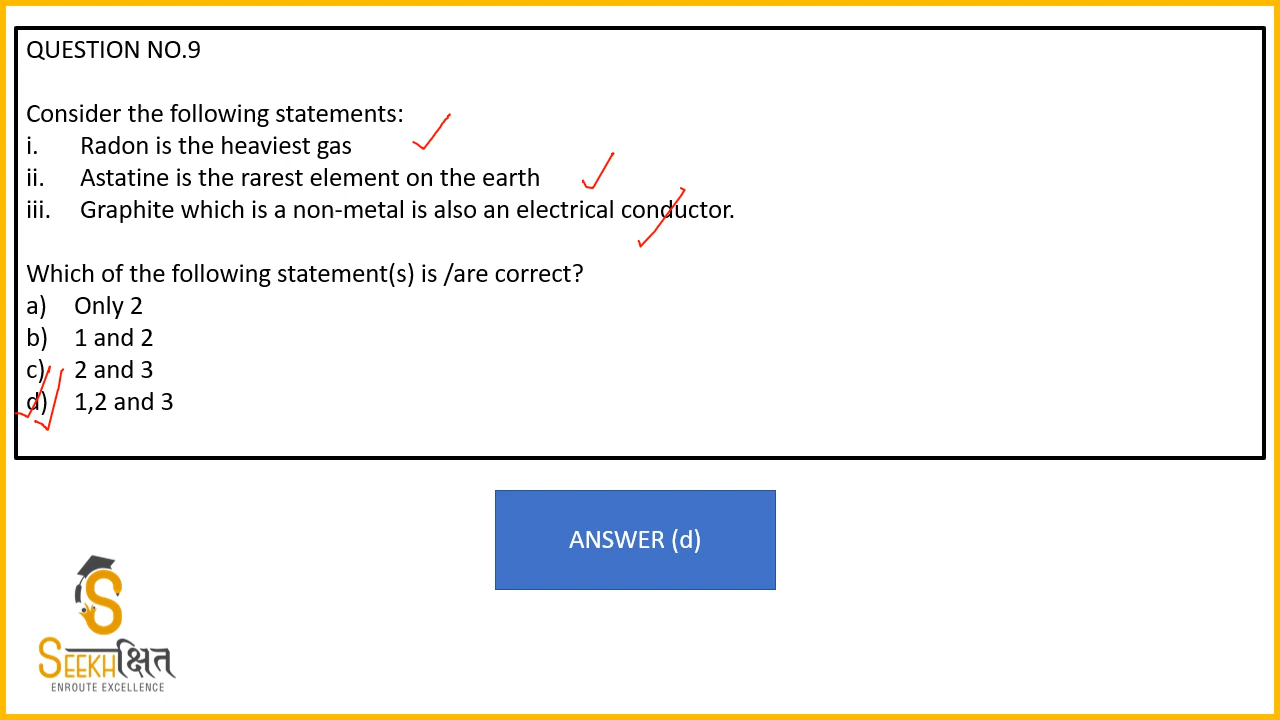 QUESTION NO.9
Consider the following statements:
i. Radon is the heaviest gas
ii. Astatine is the rarest element on the earth
iii. Graphite which is a non-metal is also an electrical conductor.
Which of the following statement(s) is /are correct?
a) Only 2
b) 1 and 2
c) 2 and 3
d) 1,2 and 3
ANSWER (d)
S
SEEKHक्षित
ENROUTE EXCELLENCE